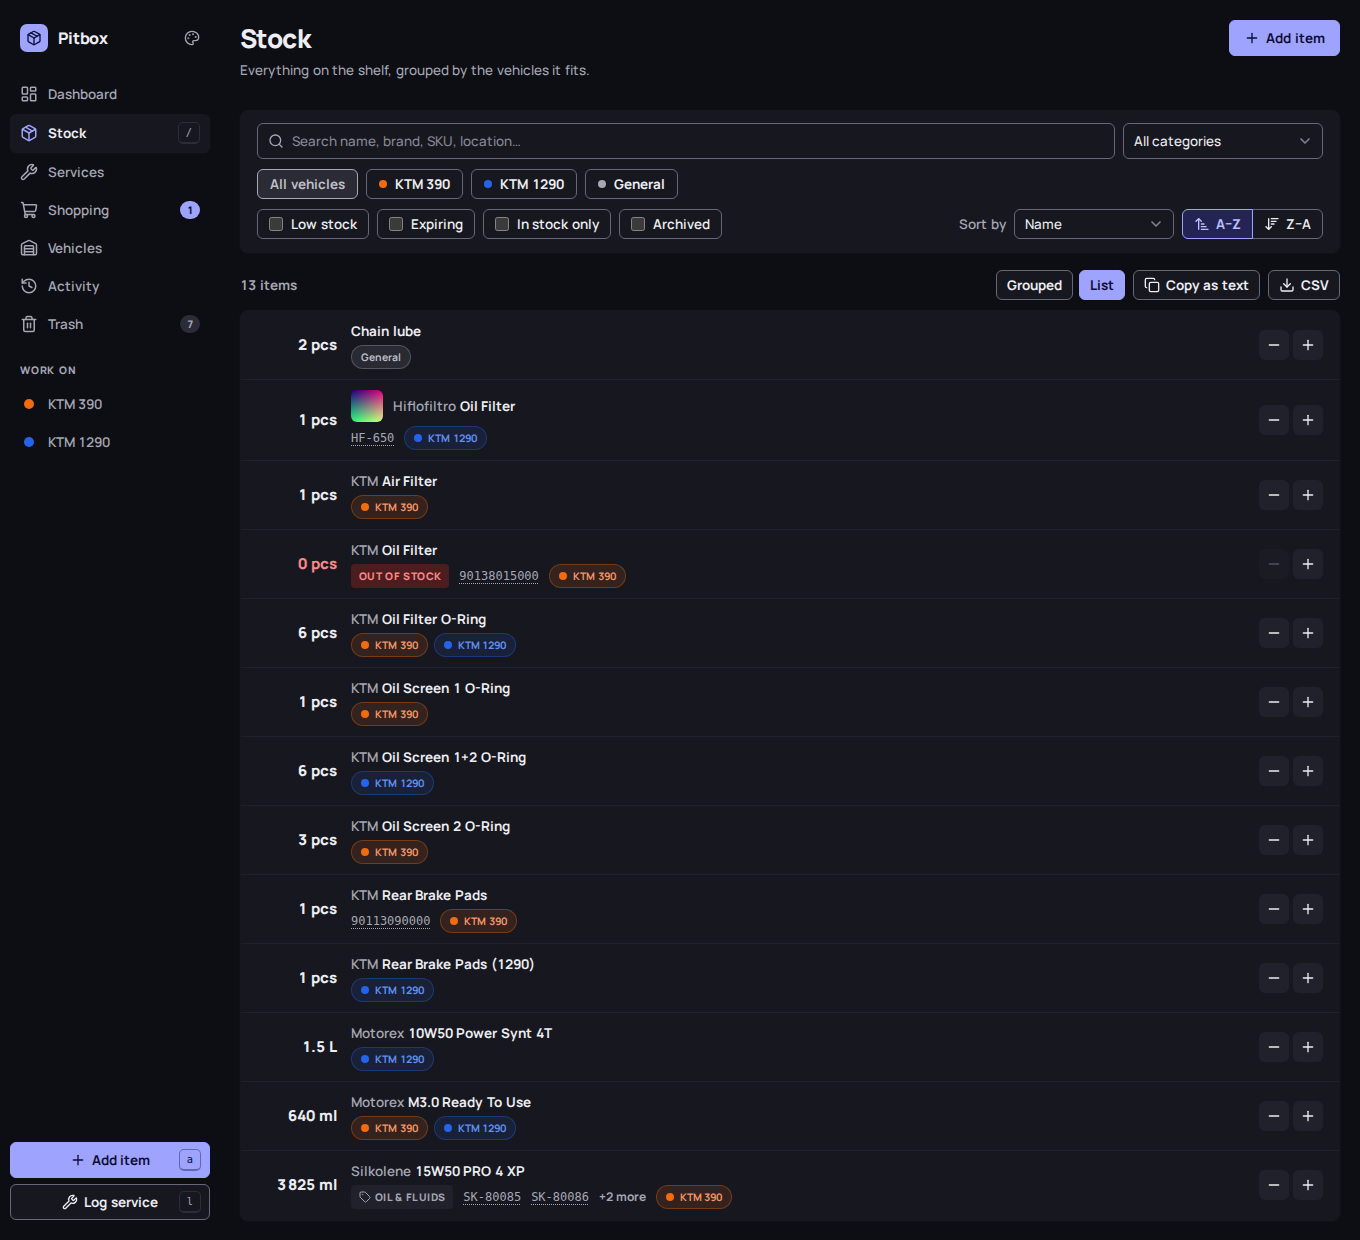 Pitbox
Dashboard
Stock /
Services
Shopping 1
Vehicles
Activity
Trash 7
WORK ON
KTM 390
KTM 1290
Add item a
Log service l
Stock
Add item
Everything on the shelf, grouped by the vehicles it fits.
Search name, brand, SKU, location…
All categories
All vehicles KTM 390 KTM 1290 General
Low stock Expiring In stock only Archived Sort by Name A–Z Z–A
13 items Grouped List Copy as text CSV
2 pcs
Chain lube
General
1 pcs
Hiflofiltro Oil Filter
HF-650 KTM 1290
1 pcs
KTM Air Filter
KTM 390
0 pcs
KTM Oil Filter
OUT OF STOCK 90138015000 KTM 390
6 pcs
KTM Oil Filter O-Ring
KTM 390 KTM 1290
1 pcs
KTM Oil Screen 1 O-Ring
KTM 390
6 pcs
KTM Oil Screen 1+2 O-Ring
KTM 1290
3 pcs
KTM Oil Screen 2 O-Ring
KTM 390
1 pcs
KTM Rear Brake Pads
90113090000 KTM 390
1 pcs
KTM Rear Brake Pads (1290)
KTM 1290
1.5 L
Motorex 10W50 Power Synt 4T
KTM 1290
640 ml
Motorex M3.0 Ready To Use
KTM 390 KTM 1290
3 825 ml
Silkolene 15W50 PRO 4 XP
OIL & FLUIDS SK-80085 SK-80086 +2 more KTM 390